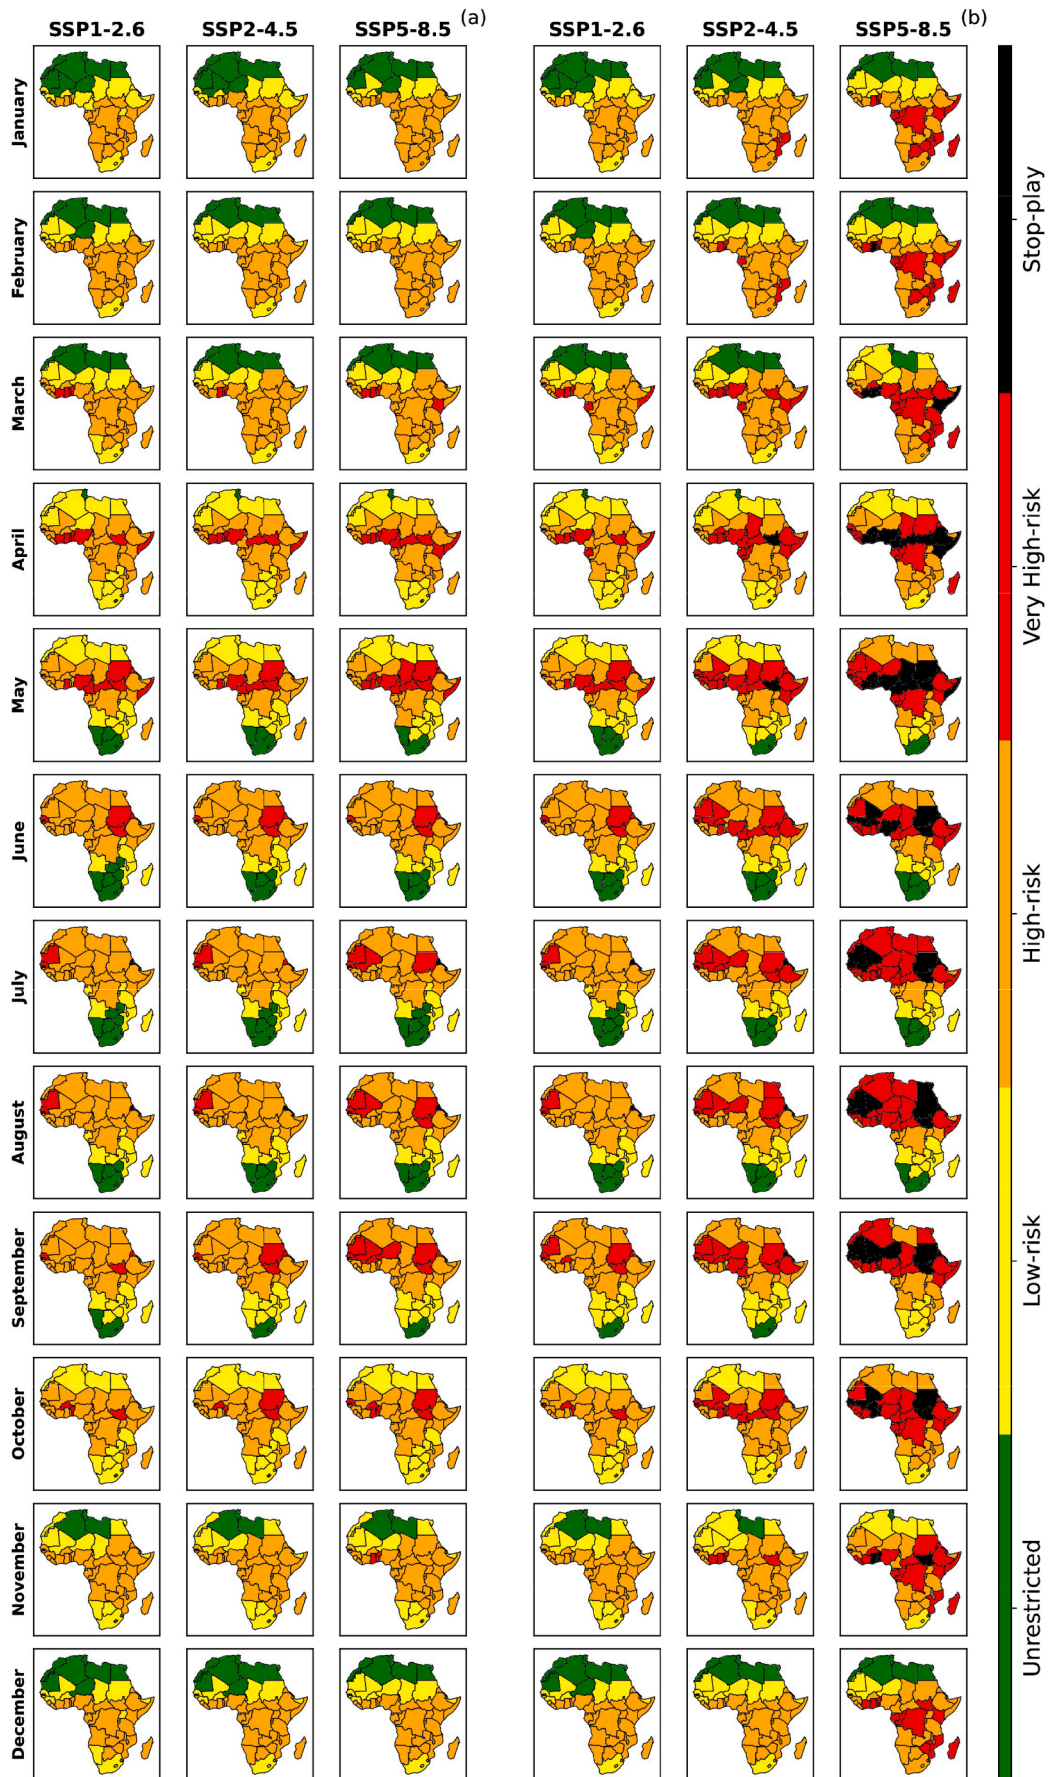 (a)
(b)
SSP1-2.6 SSP2-4.5 SSP5-8.5 SSP1-2.6 SSP2-4.5 SSP5-8.5
January
February
March
April
May
June
July
August
September
October
November
December
Stop-play
Very High-risk
High-risk
Low-risk
Unrestricted